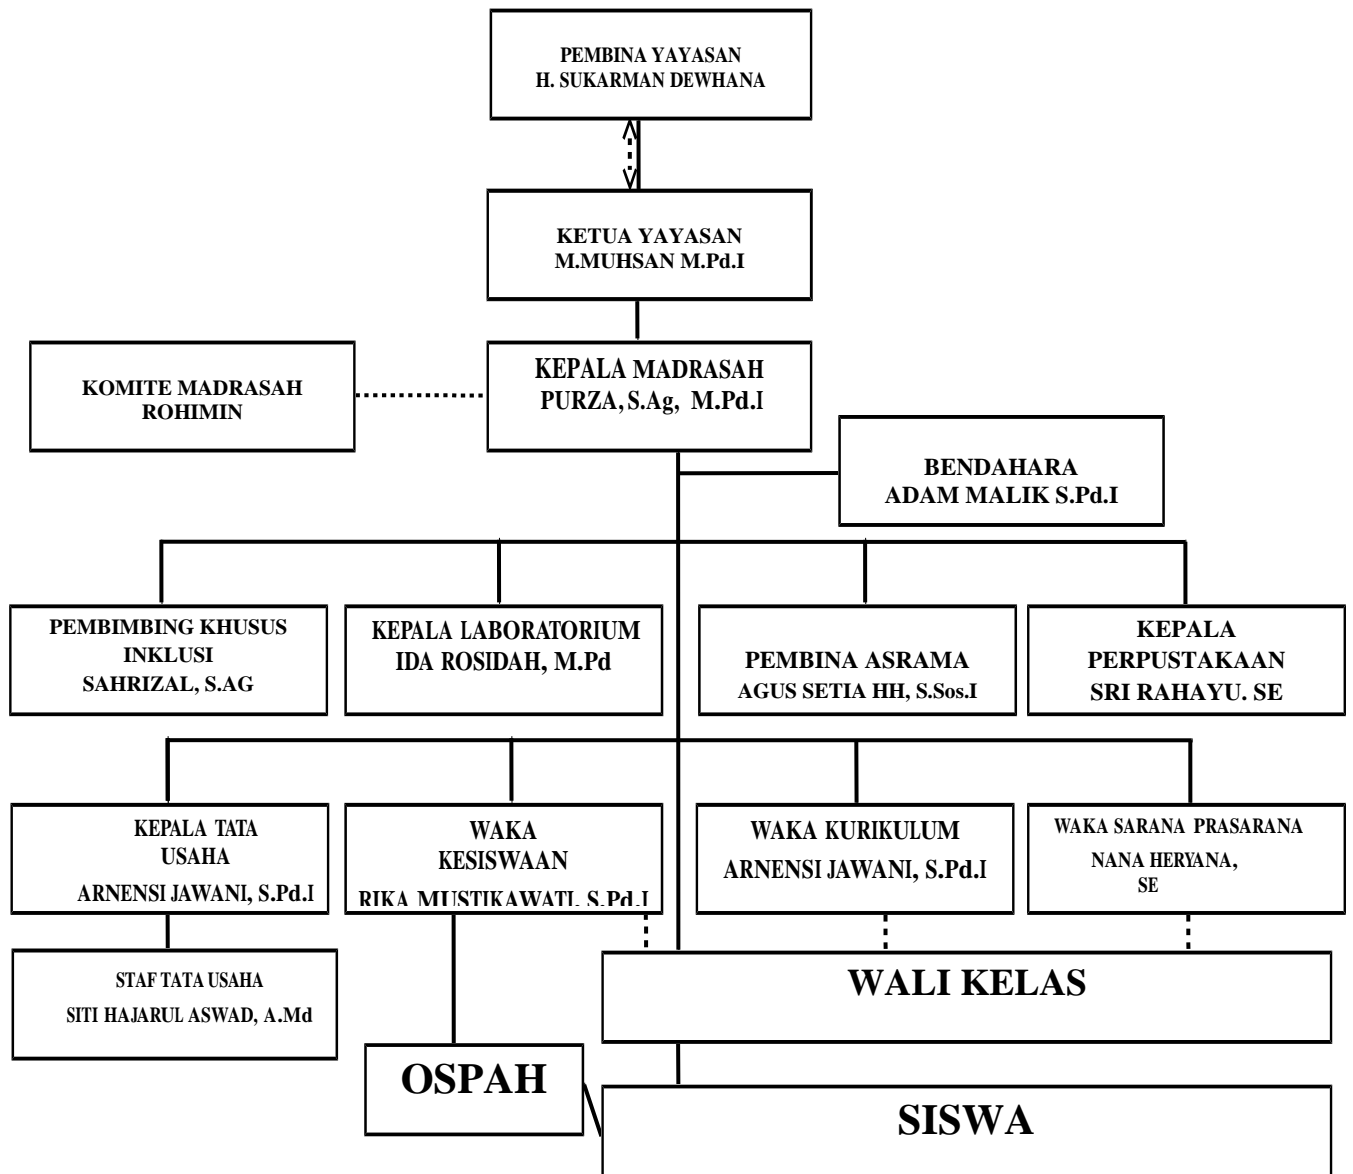 PEMBINA YAYASAN
H. SUKARMAN DEWHANA
KETUA YAYASAN
M.MUHSAN M.Pd.I
KOMITE MADRASAH
ROHIMIN
KEPALA MADRASAH
PURZA, S.Ag, M.Pd.I
BENDAHARA
ADAM MALIK S.Pd.I
PEMBIMBING KHUSUS
INKLUSI
SAHRIZAL, S.AG
KEPALA LABORATORIUM
IDA ROSIDAH, M.Pd
PEMBINA ASRAMA
AGUS SETIA HH, S.Sos.I
KEPALA
PERPUSTAKAAN
SRI RAHAYU. SE
KEPALA TATA
USAHA
ARNENSI JAWANI, S.Pd.I
WAKA
KESISWAAN
RIKA MUSTIKAWATI, S.Pd.I
WAKA KURIKULUM
ARNENSI JAWANI, S.Pd.I
WAKA SARANA PRASARANA
NANA HERYANA,
SE
STAF TATA USAHA
SITI HAJARUL ASWAD, A.Md
WALI KELAS
OSPAH
SISWA